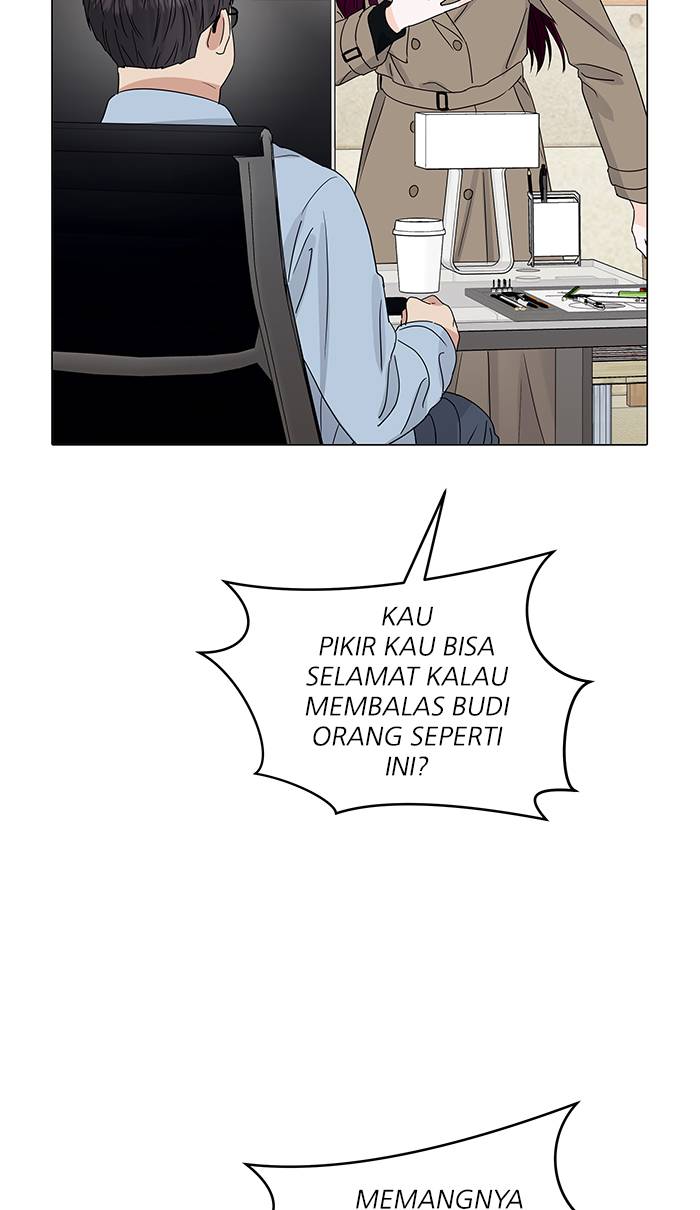 KAU
PIKIR KAU BISA
SELAMAT KALAU
MEMBALAS BUDI
ORANG SEPERTI
INI?
MEMANGNYA